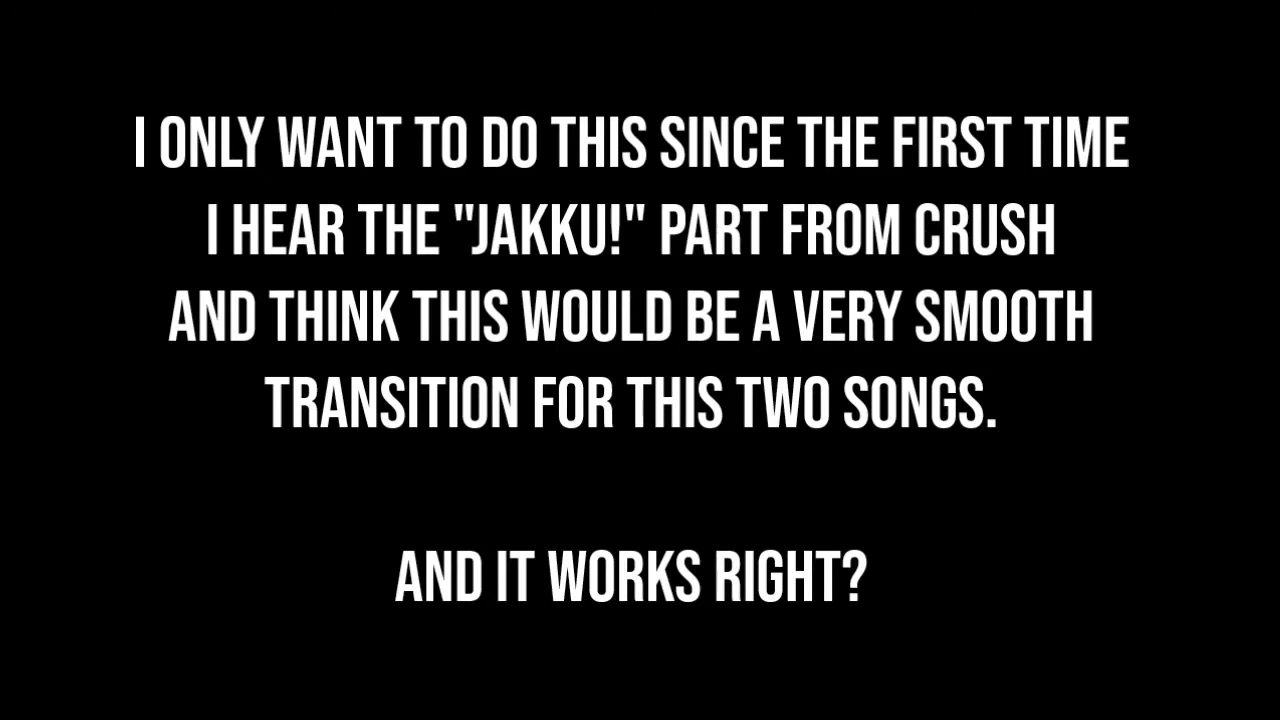 I ONLY WANT TO DO THIS SINCE THE FIRST TIME
I HEAR THE "JAKKU!" PART FROM CRUSH
AND THINK THIS WOULD BE A VERY SMOOTH
TRANSITION FOR THIS TWO SONGS.
AND IT WORKS RIGHT?